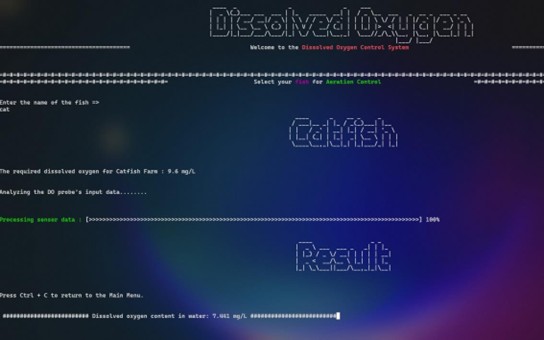 Dissolved Oxygen
Welcome to the Dissolved Oxygen Control System
Select your Fish for Aeration Control
Enter the name of the fish =>
cat
Catfish
The required dissolved oxygen for Catfish Farm : 9.6 mg/L
Analyzing the DO probe's input data........
Processing sensor data : [>>>>>>>>>>>>>>>>>>>>>>>>>>>>>>>>>>>>>>>>>>>>>>>>>>>>>>>>>>>>>>>>>>>>>>>>>>>>>>>>] 100%
Result
Press Ctrl + C to return to the Main Menu.
######################### Dissolved oxygen content in water: 7.441 mg/L #########################